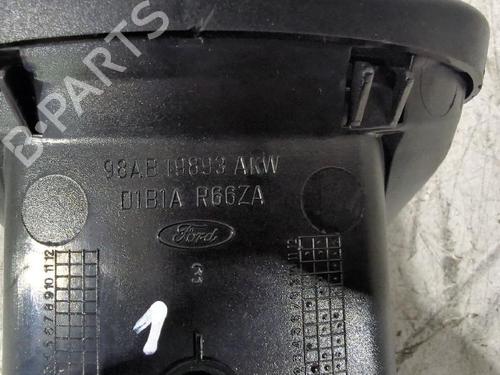 B-PARTS
98AB 19893 AKW
D1B1A R66ZA
Ford
1